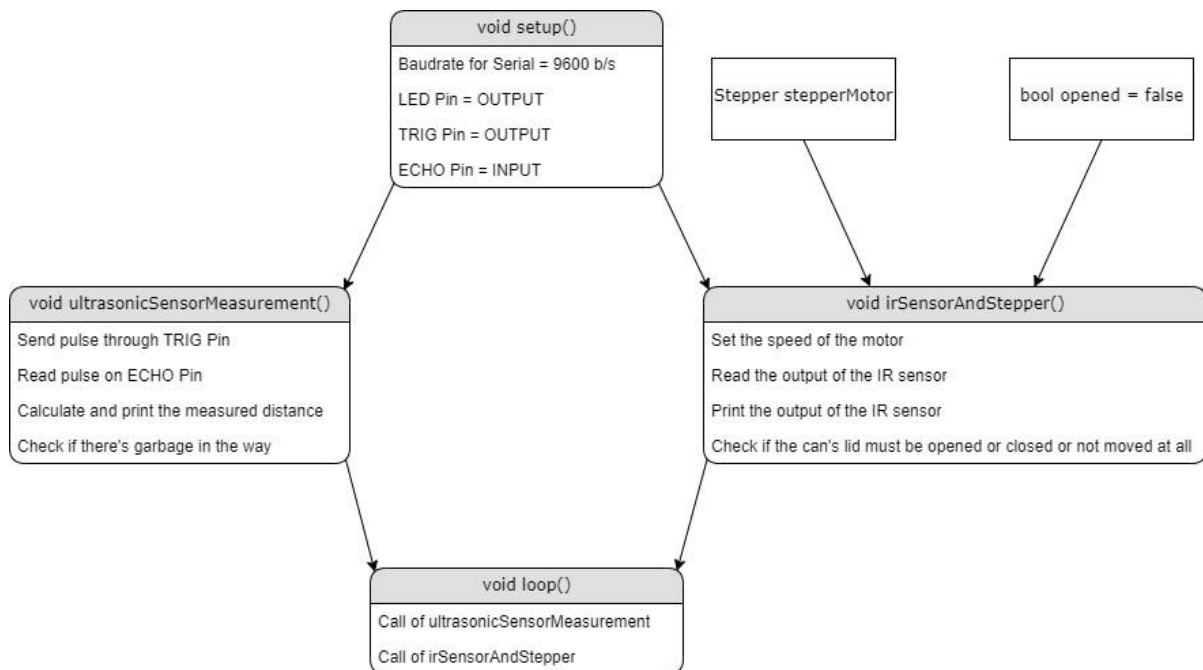 void setup()
Baudrate for Serial = 9600 b/s
LED Pin = OUTPUT
TRIG Pin = OUTPUT
ECHO Pin = INPUT
Stepper stepperMotor
bool opened = false
void ultrasonicSensorMeasurement()
Send pulse through TRIG Pin
Read pulse on ECHO Pin
Calculate and print the measured distance
Check if there's garbage in the way
void irSensorAndStepper()
Set the speed of the motor
Read the output of the IR sensor
Print the output of the IR sensor
Check if the can's lid must be opened or closed or not moved at all
void loop()
Call of ultrasonicSensorMeasurement
Call of irSensorAndStepper